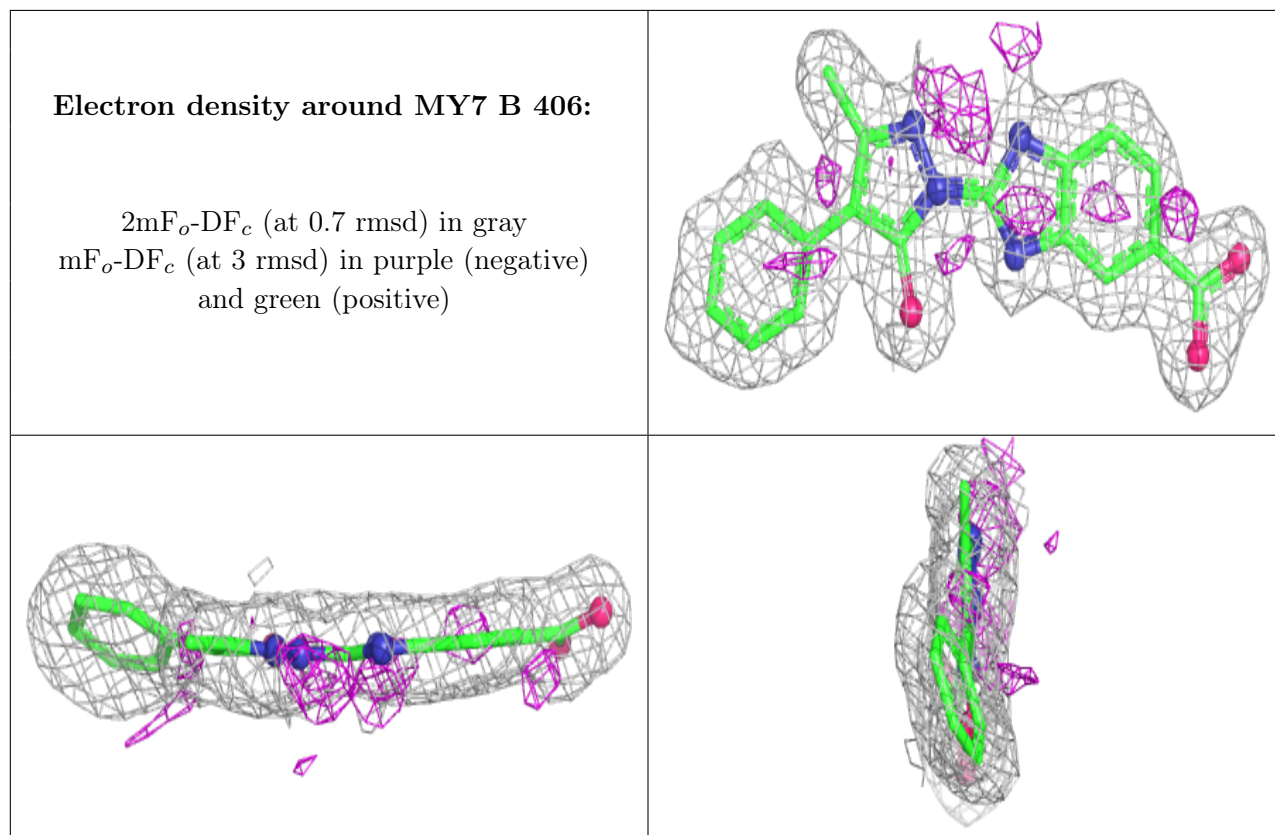 Electron density around MY7 B 406:
2mFo-DFc (at 0.7 rmsd) in gray
mFo-DFc (at 3 rmsd) in purple (negative)
and green (positive)